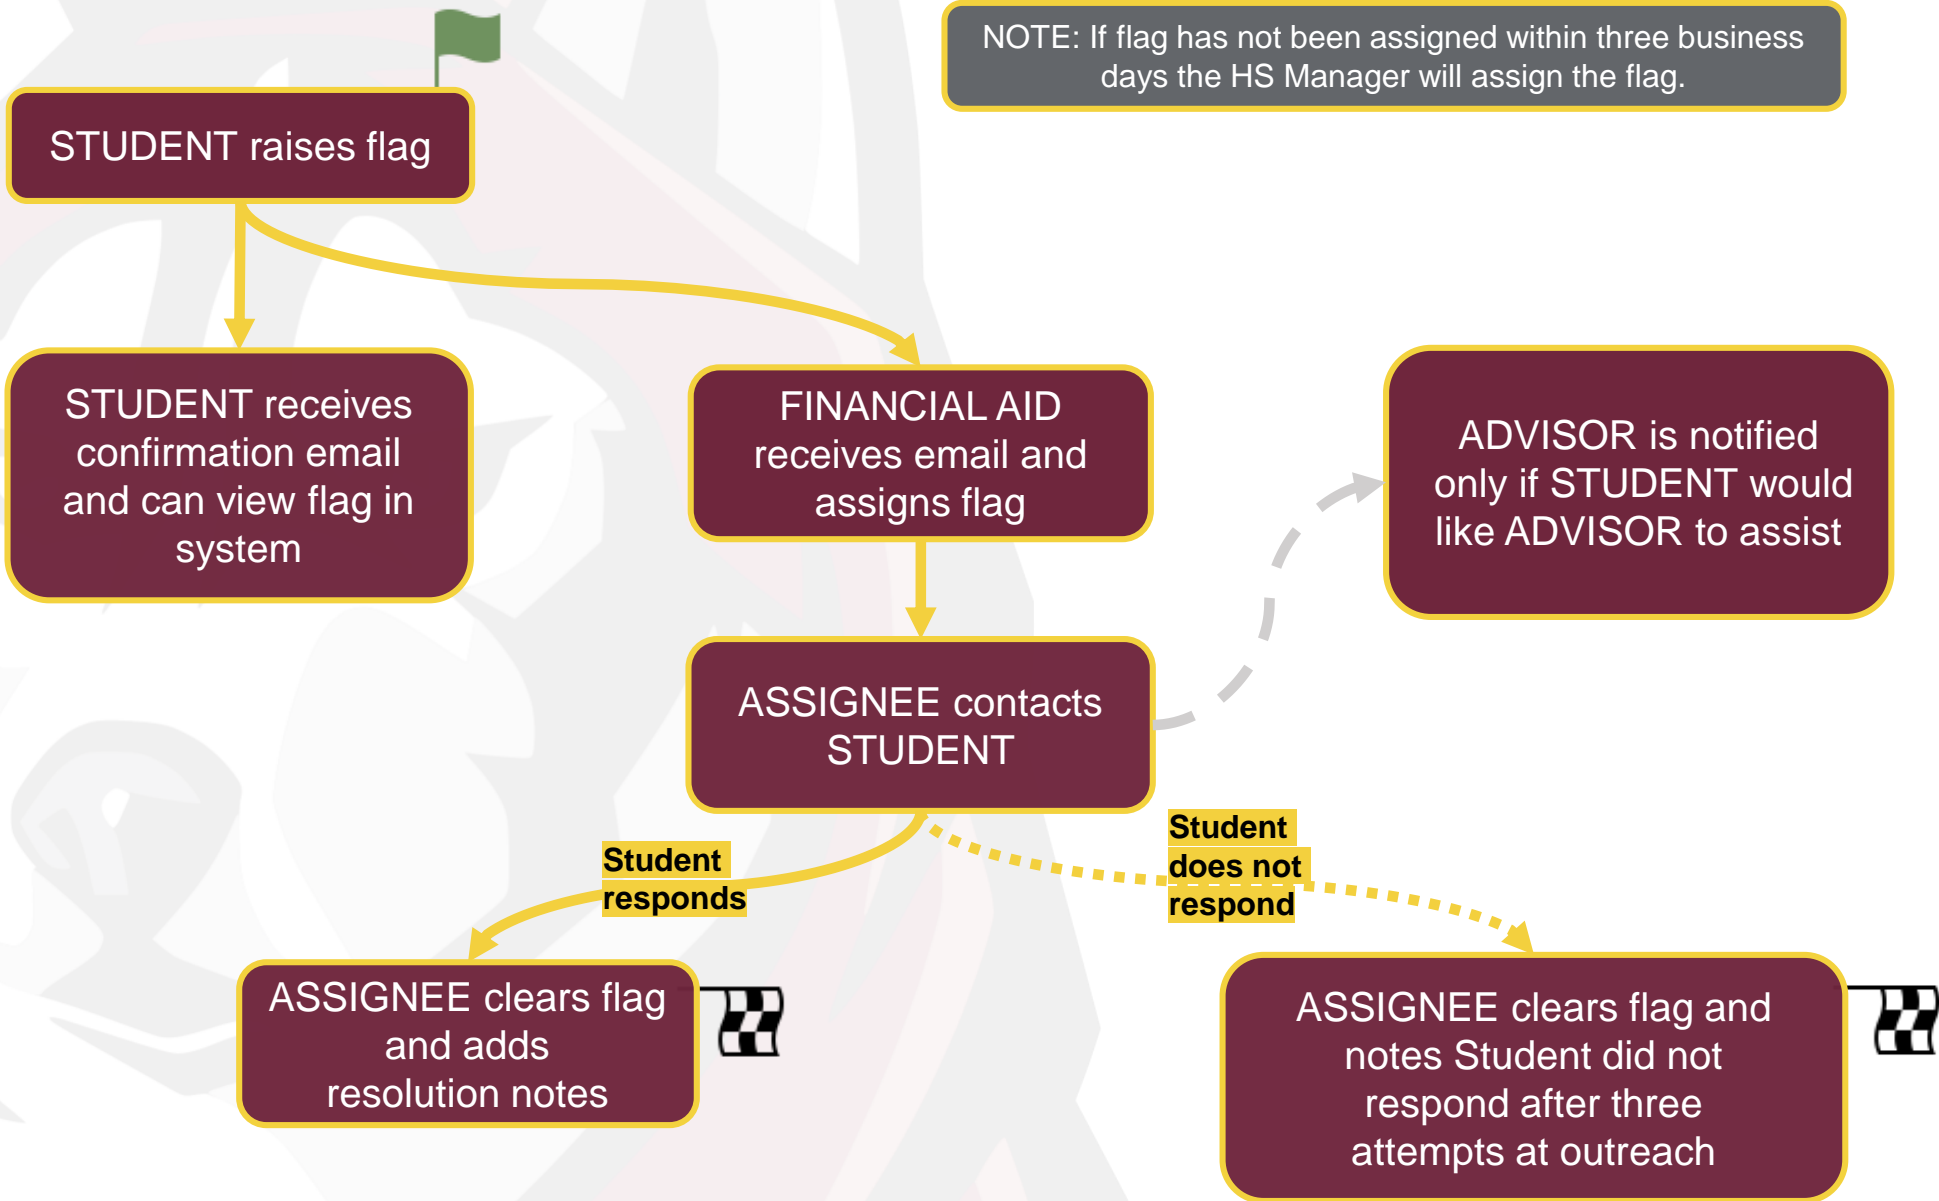 NOTE: If flag has not been assigned within three business
days the HS Manager will assign the flag.
STUDENT raises flag
STUDENT receives
confirmation email
and can view flag in
system
FINANCIAL AID
receives email and
assigns flag
ADVISOR is notified
only if STUDENT would
like ADVISOR to assist
ASSIGNEE contacts
STUDENT
Student
responds
Student
does not
respond
ASSIGNEE clears flag
and adds
resolution notes
ASSIGNEE clears flag and
notes Student did not
respond after three
attempts at outreach